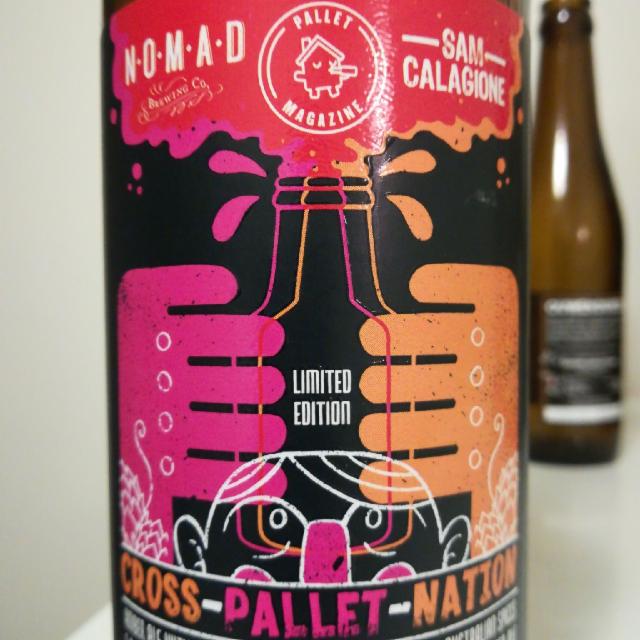 N·O·M·A·D
BREWING CO.
PALLET
MAGAZINE
SAM
CALAGIONE
LIMITED
EDITION
CROSS-PALLET-NATION